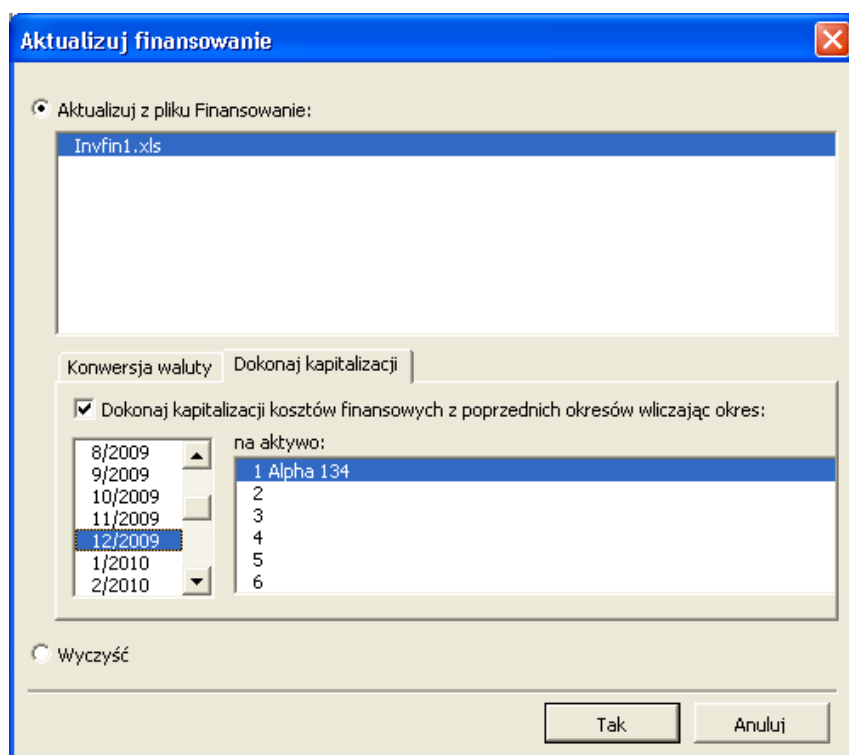 Aktualizuj finansowanie
Aktualizuj z pliku Finansowanie:
Invfin1.xls
Konwersja waluty
Dokonaj kapitalizacji
Dokonaj kapitalizacji kosztów finansowych z poprzednich okresów wliczając okres:
8/2009
9/2009
10/2009
11/2009
12/2009
1/2010
2/2010
na aktywo:
1 Alpha 134
2
3
4
5
6
Wyczyść
Tak
Anuluj